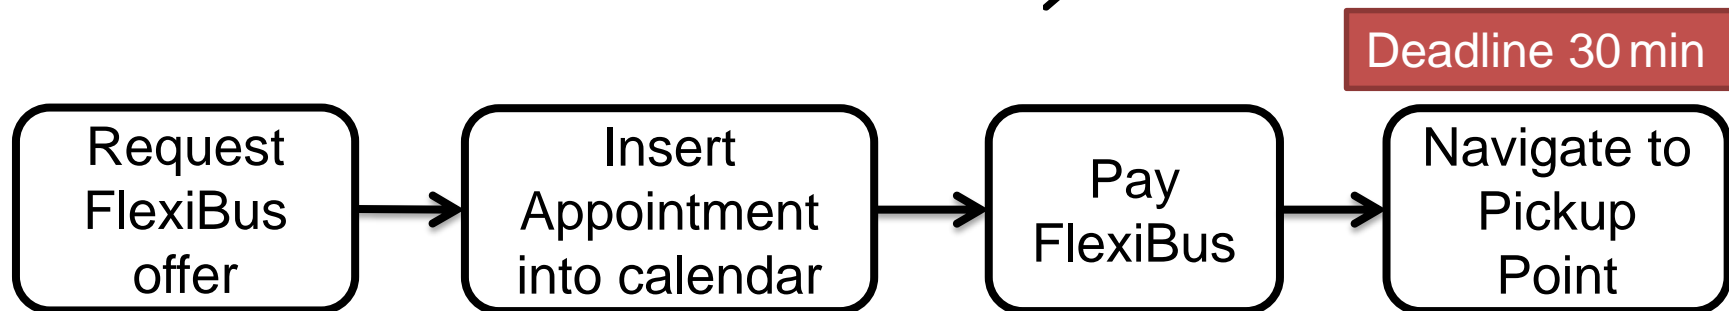 Deadline 30 min
Request
FlexiBus
offer
Insert
Appointment
into calendar
Pay
FlexiBus
Navigate to
Pickup
Point